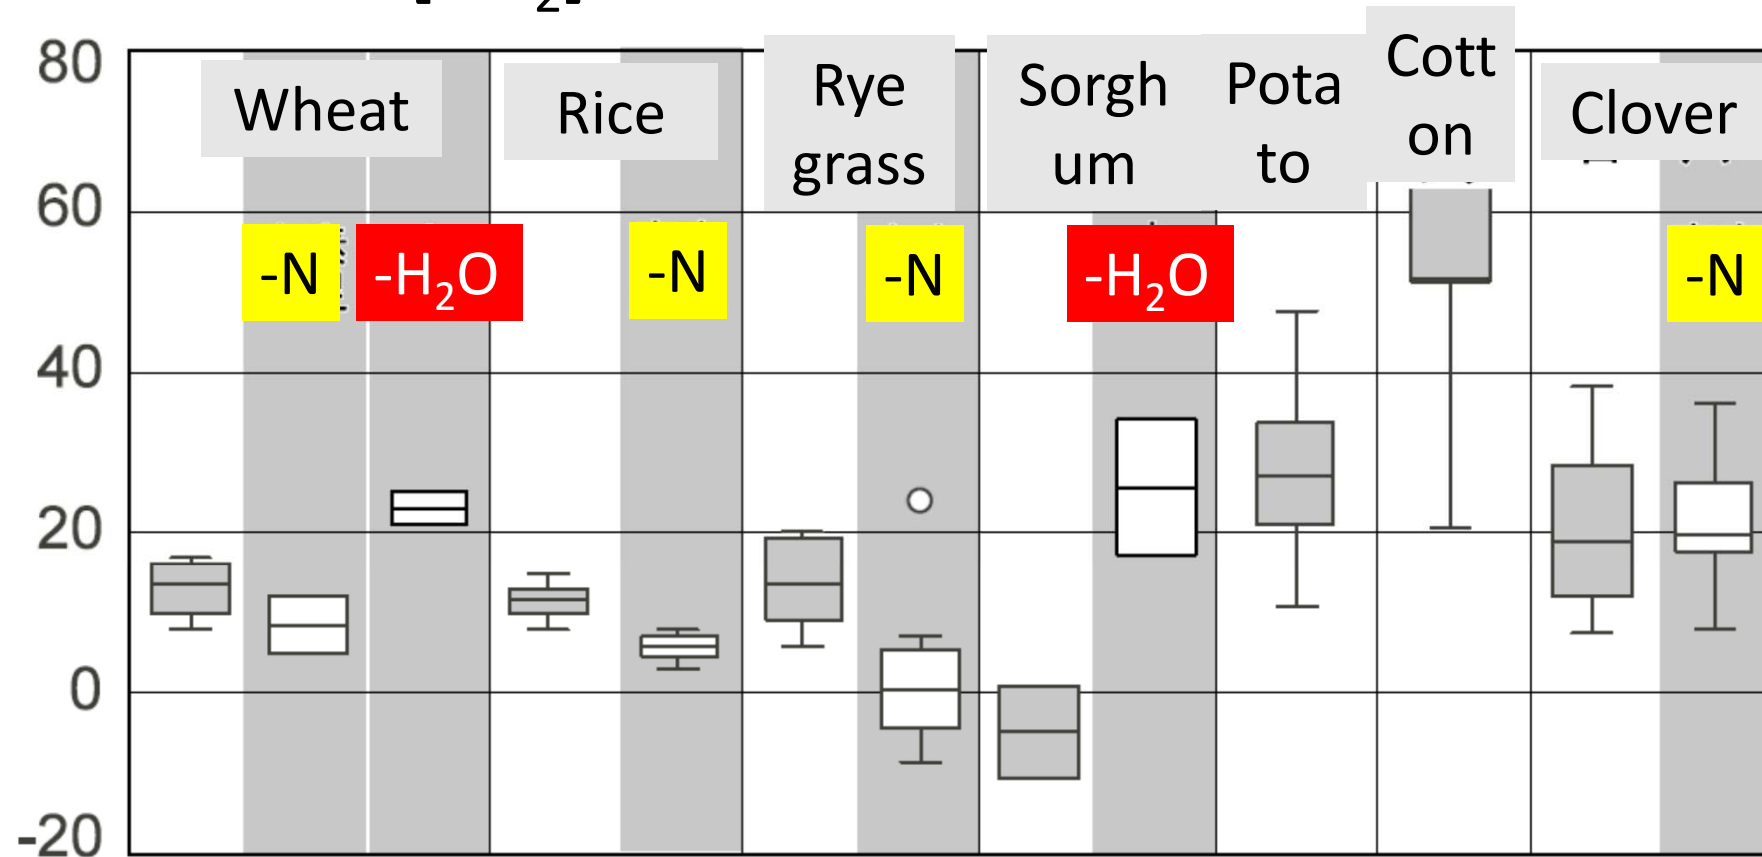 80
60
40
20
0
-20
Wheat
Rice
Rye
grass
Sorgh
um
Pota
to
Cott
on
Clover
-N
-H₂O
-N
-N
-H₂O
-N